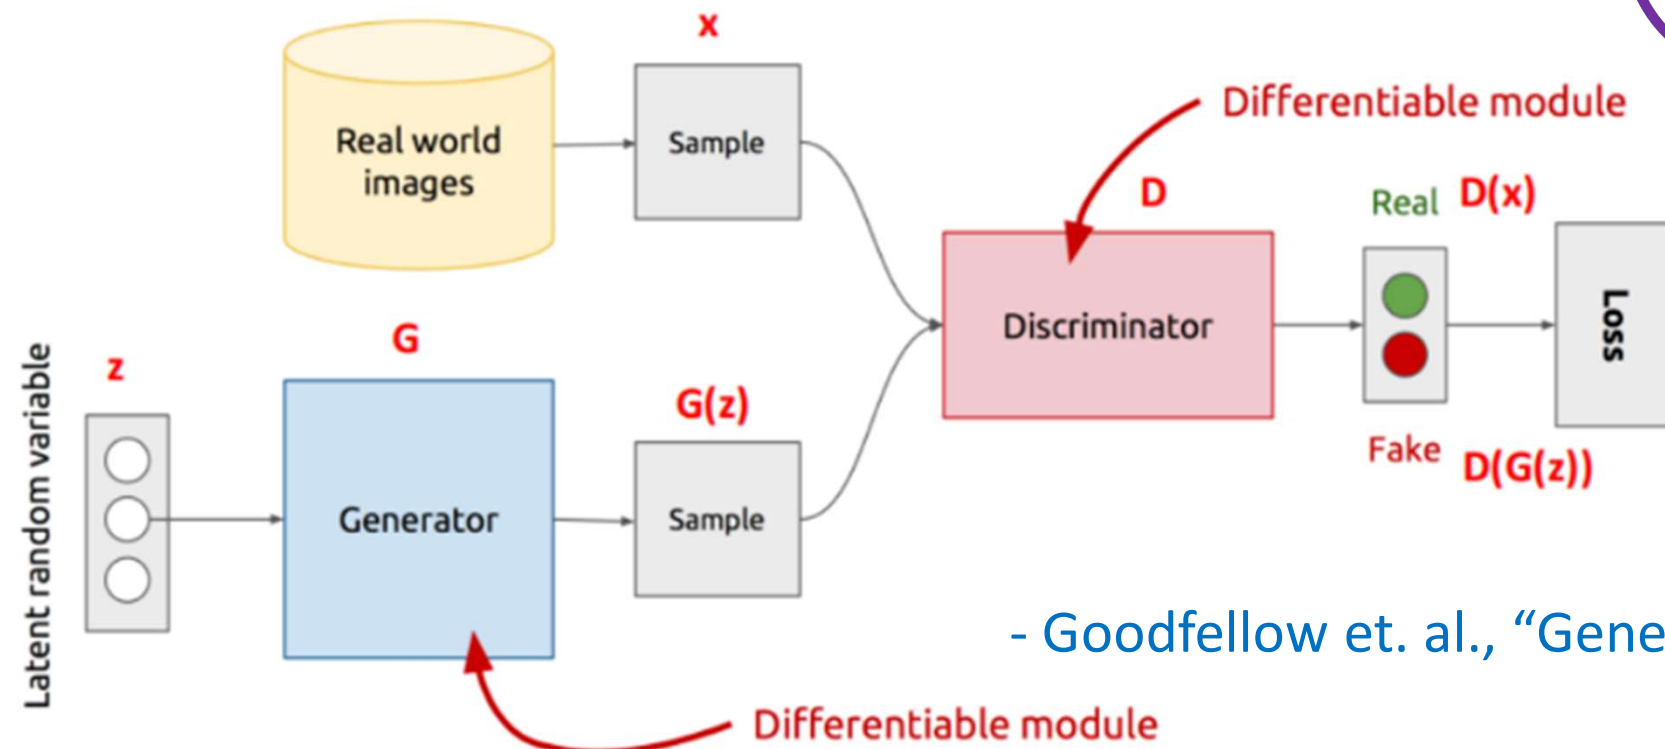 x
Real world
images
Sample
Differentiable module
D
Real
D(x)
Discriminator
Loss
Fake
D(G(z))
Latent random variable
z
G
Generator
G(z)
Sample
- Goodfellow et. al., “Gene
Differentiable module